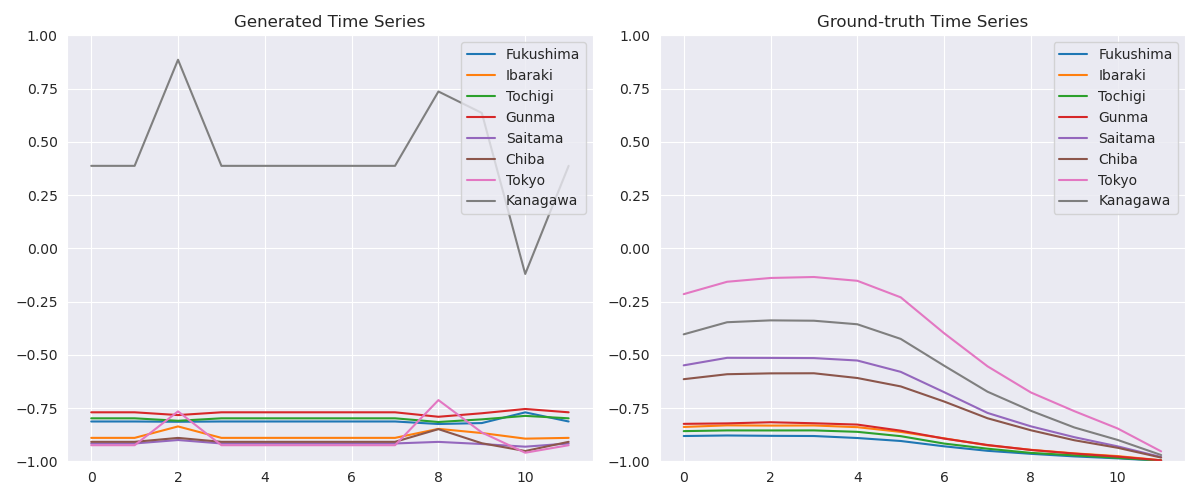 Generated Time Series
1.00
0.75
0.50
0.25
0.00
−0.25
−0.50
−0.75
−1.00
0
2
4
6
8
10
Fukushima
Ibaraki
Tochigi
Gunma
Saitama
Chiba
Tokyo
Kanagawa
Ground-truth Time Series
1.00
0.75
0.50
0.25
0.00
−0.25
−0.50
−0.75
−1.00
0
2
4
6
8
10
Fukushima
Ibaraki
Tochigi
Gunma
Saitama
Chiba
Tokyo
Kanagawa